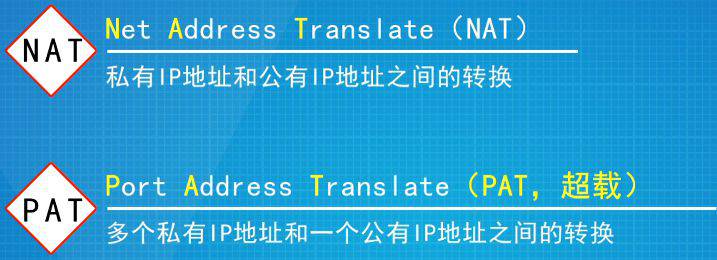 NAT
Net Address Translate（NAT）
私有IP地址和公有IP地址之间的转换
PAT
Port Address Translate（PAT，超载）
多个私有IP地址和一个公有IP地址之间的转换